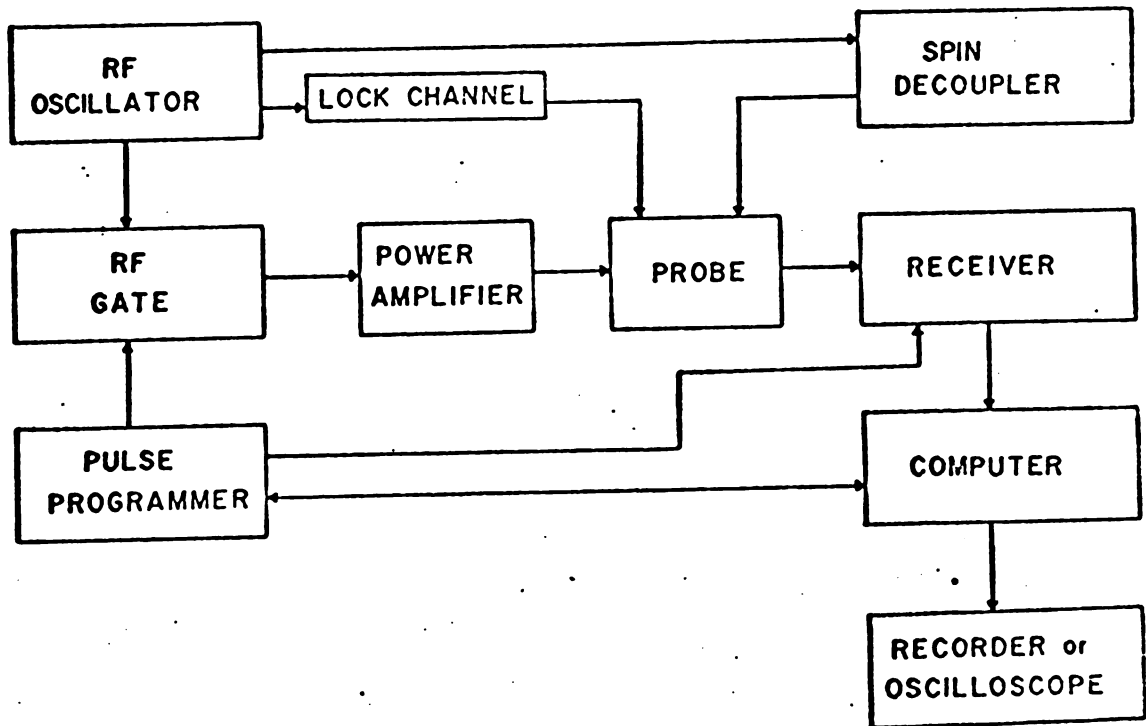 RF
OSCILLATOR
LOCK CHANNEL
SPIN
DECOUPLER
RF
GATE
POWER
AMPLIFIER
PROBE
RECEIVER
PULSE
PROGRAMMER
COMPUTER
RECORDER or
OSCILLOSCOPE